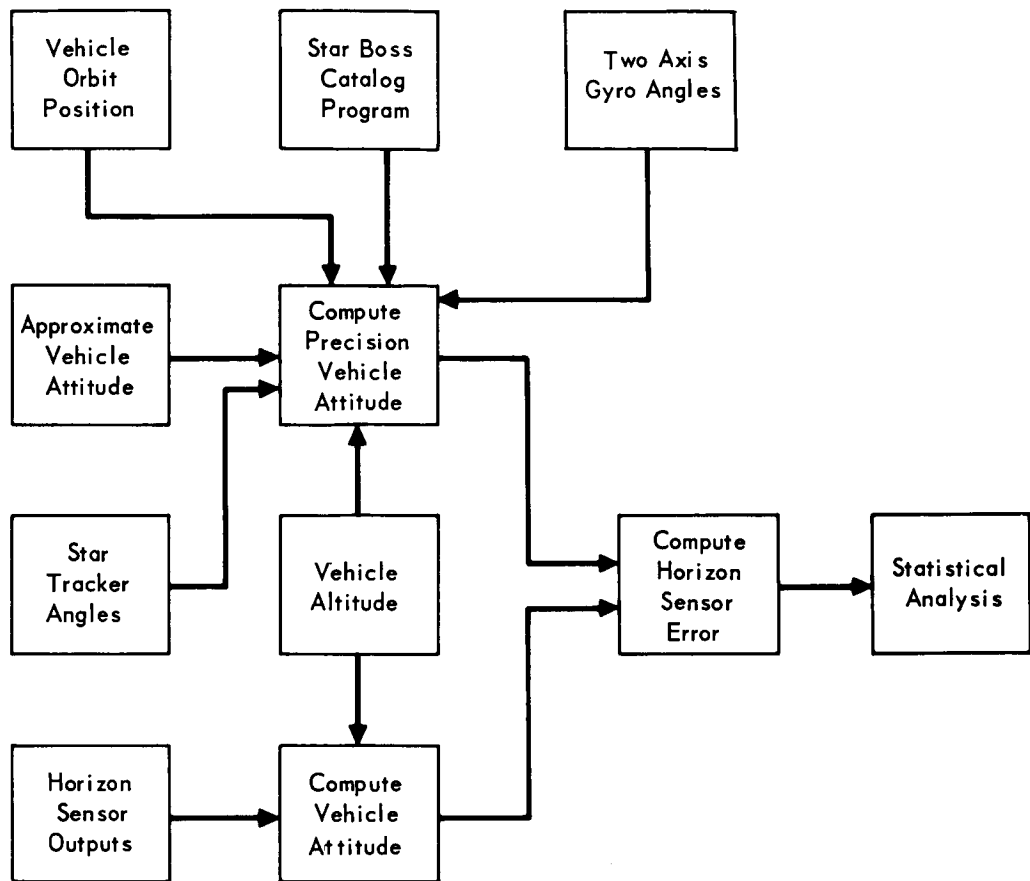 Vehicle
Orbit
Position
Star Boss
Catalog
Program
Two Axis
Gyro Angles
Approximate
Vehicle
Attitude
Compute
Precision
Vehicle
Attitude
Star
Tracker
Angles
Vehicle
Altitude
Compute
Horizon
Sensor
Error
Statistical
Analysis
Horizon
Sensor
Outputs
Compute
Vehicle
Attitude